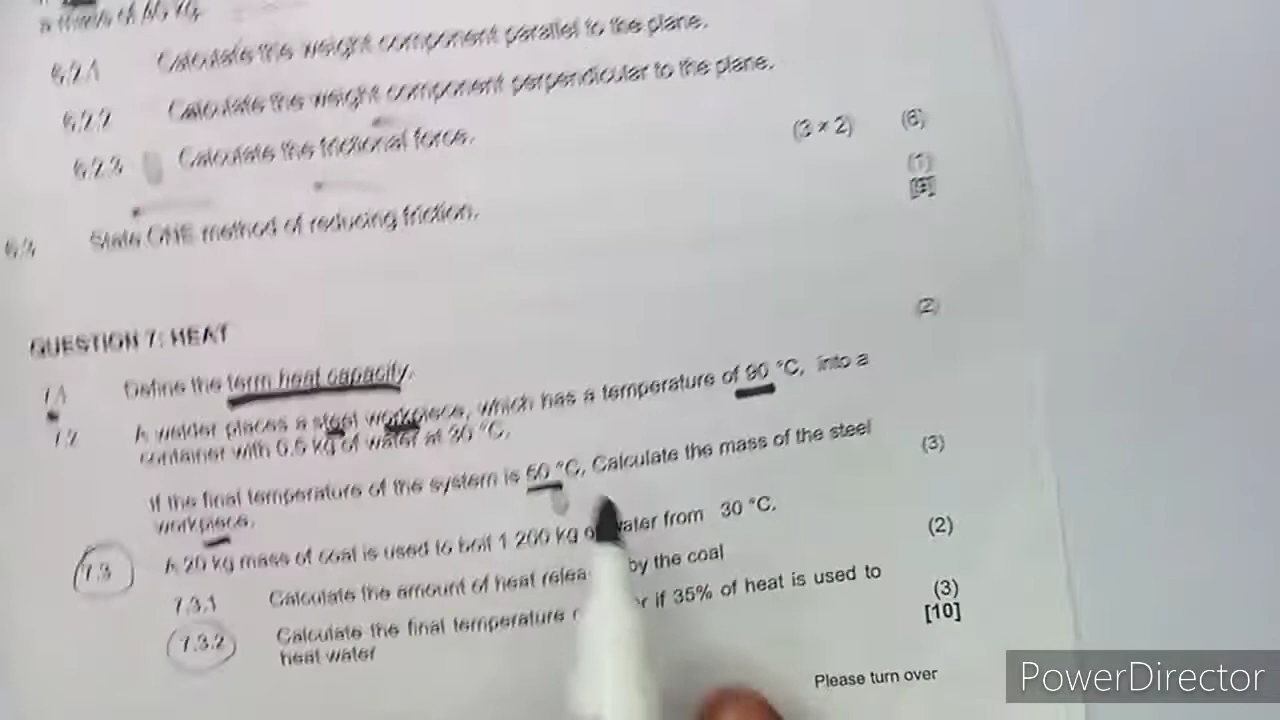 6.2.1 Calculate the weight component parallel to the plane.
6.2.2 Calculate the weight component perpendicular to the plane.
6.2.3 Calculate the frictional force. (3 × 2) (6)
(1)
[9]
6.3 State ONE method of reducing friction.
QUESTION 7: HEAT
(2)
7.1 Define the term heat capacity.
7.2 A welder places a steel workpiece, which has a temperature of 90 °C, into a
container with 6.5 kg of water at 30 °C.
If the final temperature of the system is 50 °C, Calculate the mass of the steel
workpiece. (3)
7.3 A 20 kg mass of coal is used to boil 1 200 kg of water from 30 °C.
7.3.1 Calculate the amount of heat relea by the coal (2)
7.3.2 Calculate the final temperature if 35% of heat is used to
heat water (3)
[10]
Please turn over
PowerDirector